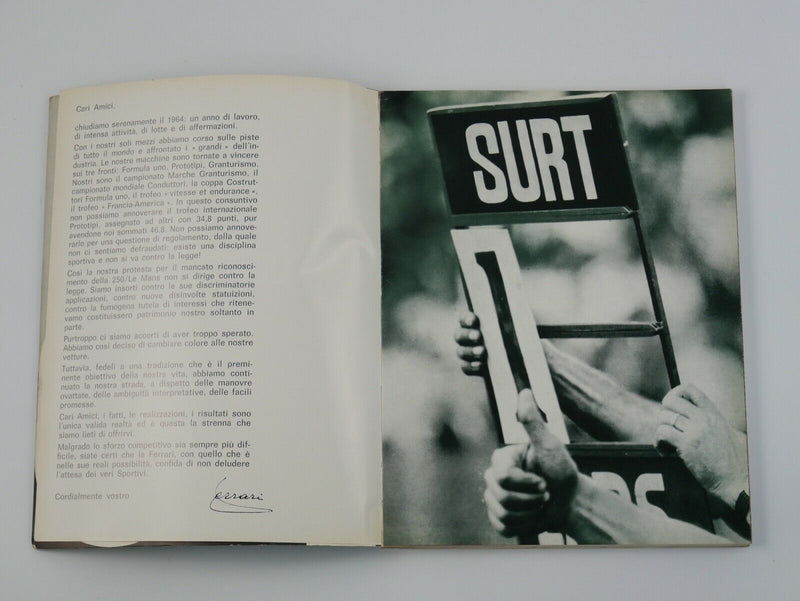 Cari Amici,
chiudiamo serenamente il 1964: un anno di lavoro,
di intensa attività, di lotte e di affermazioni.
Con i nostri soli mezzi abbiamo corso sulle piste
di tutto il mondo e affrontato i « grandi » dell'in-
dustria. Le nostre macchine sono tornate a vincere
sui tre fronti: Formula uno, Prototipi, Granturismo.
Nostri sono il campionato Marche Granturismo, il
campionato mondiale Conduttori, la coppa Costrut-
tori Formula uno, il trofeo « vitesse et endurance »,
il trofeo « Francia-America ». In questo consuntivo
non possiamo annoverare il trofeo internazionale
Prototipi, assegnato ad altri con 34,8 punti, pur
avendone noi sommati 46,8. Non possiamo annove-
rarlo per una questione di regolamento, dalla quale
non ci sentiamo defraudati: esiste una disciplina
sportiva e non si va contro la legge!
Così la nostra protesta per il mancato riconosci-
mento della 250/Le Mans non si dirige contro la
legge. Siamo insorti contro le sue discriminatorie
applicazioni, contro nuove disinvolte statuizioni,
contro la fumogena tutela di interessi che ritene-
vamo costituissero patrimonio nostro soltanto in
parte.
Purtroppo ci siamo accorti di aver troppo sperato.
Abbiamo così deciso di cambiare colore alle nostre
vetture.
Tuttavia, fedeli a una tradizione che è il premi-
nente obiettivo della nostra vita, abbiamo conti-
nuato la nostra strada, a dispetto delle manovre
ovattate, delle ambiguità interpretative, delle facili
promesse.
Cari Amici, i fatti, le realizzazioni, i risultati sono
l'unica valida realtà ed è questa la strenna che
siamo lieti di offrirvi.
Malgrado lo sforzo competitivo sia sempre più dif-
ficile, siate certi che la Ferrari, con quello che è
nelle sue reali possibilità, confida di non deludere
l'attesa dei veri Sportivi.
Cordialmente vostro
Ferrari
SURT
1